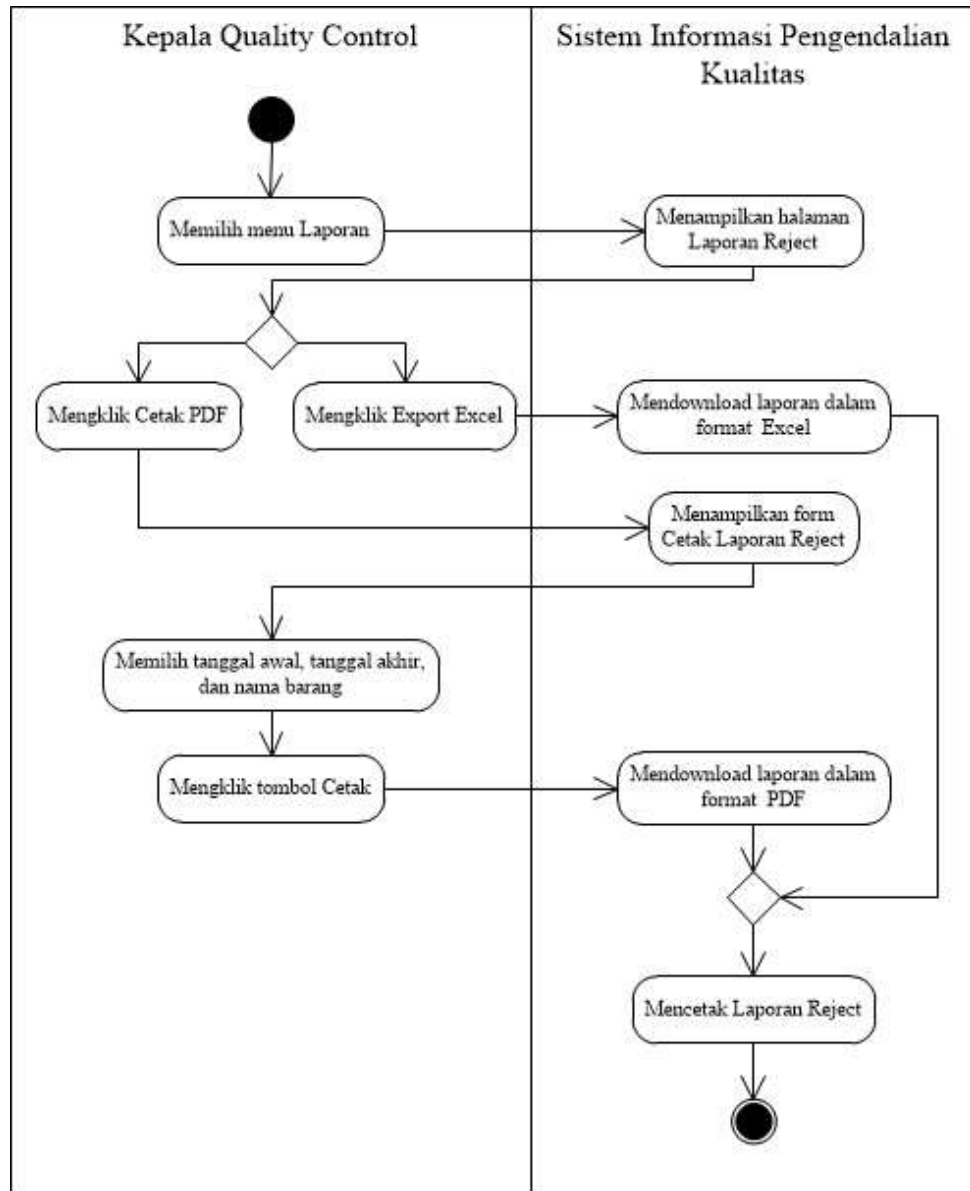 Kepala Quality Control
Sistem Informasi Pengendalian
Kualitas
Memilih menu Laporan
Menampilkan halaman
Laporan Reject
Mengklik Cetak PDF
Mengklik Export Excel
Mendownload laporan dalam
format Excel
Menampilkan form
Cetak Laporan Reject
Memilih tanggal awal, tanggal akhir,
dan nama barang
Mengklik tombol Cetak
Mendownload laporan dalam
format PDF
Mencetak Laporan Reject